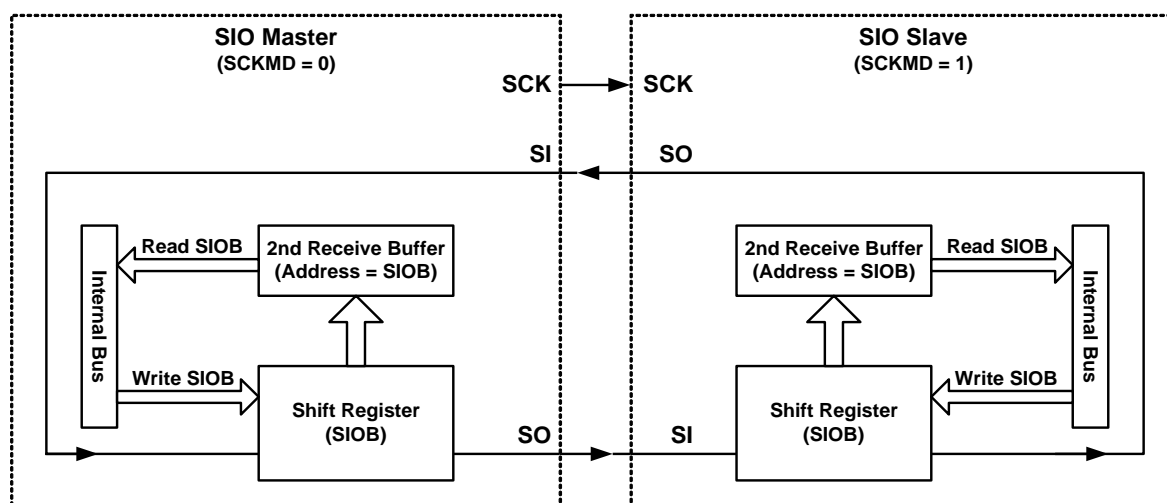 SIO Master
(SCKMD = 0)
SIO Slave
(SCKMD = 1)
SCK
SCK
SI
SO
Read SIOB
2nd Receive Buffer
(Address = SIOB)
2nd Receive Buffer
(Address = SIOB)
Read SIOB
Internal Bus
Internal Bus
Write SIOB
Shift Register
(SIOB)
Shift Register
(SIOB)
Write SIOB
SO
SI